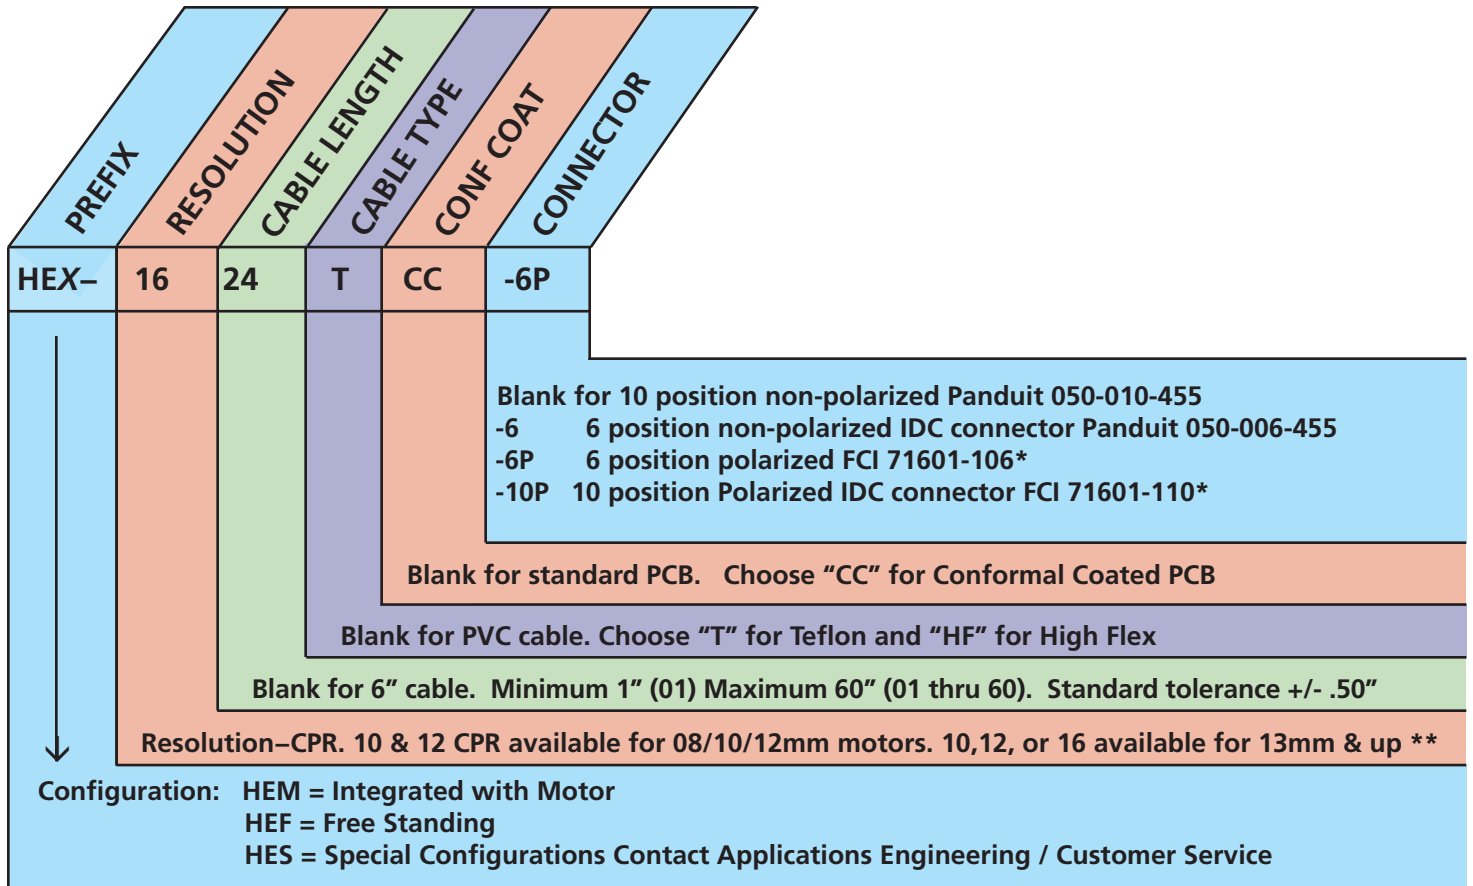 PREFIX
RESOLUTION
CABLE LENGTH
CABLE TYPE
CONF COAT
CONNECTOR
HEX– 16 24 T CC -6P
Blank for 10 position non-polarized Panduit 050-010-455
-6 6 position non-polarized IDC connector Panduit 050-006-455
-6P 6 position polarized FCI 71601-106*
-10P 10 position Polarized IDC connector FCI 71601-110*
Blank for standard PCB. Choose “CC” for Conformal Coated PCB
Blank for PVC cable. Choose “T” for Teflon and “HF” for High Flex
Blank for 6” cable. Minimum 1” (01) Maximum 60” (01 thru 60). Standard tolerance +/- .50”
Resolution–CPR. 10 & 12 CPR available for 08/10/12mm motors. 10,12, or 16 available for 13mm & up **
Configuration: HEM = Integrated with Motor
HEF = Free Standing
HES = Special Configurations Contact Applications Engineering / Customer Service